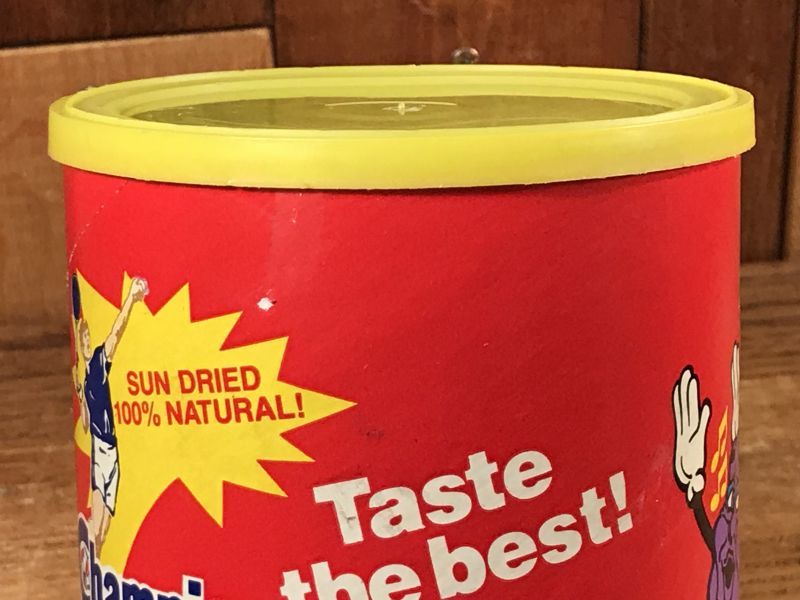 SUN DRIED
100% NATURAL!
Taste
the best!